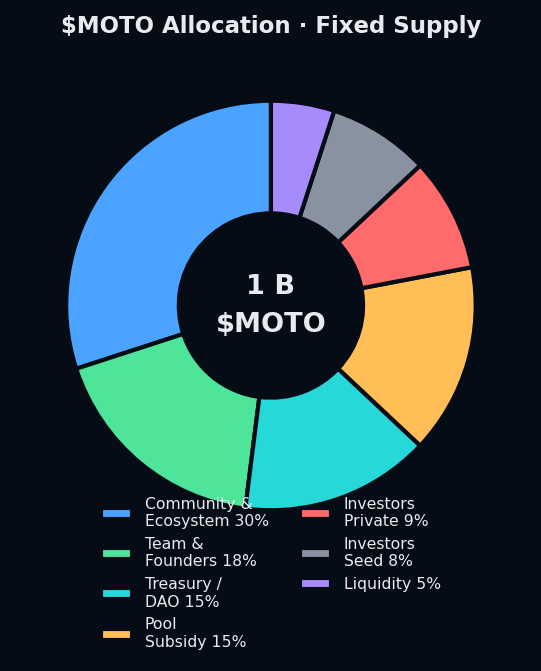 $MOTO Allocation · Fixed Supply
1 B
$MOTO
Community &
Ecosystem 30%
Team &
Founders 18%
Treasury /
DAO 15%
Pool
Subsidy 15%
Investors
Private 9%
Investors
Seed 8%
Liquidity 5%